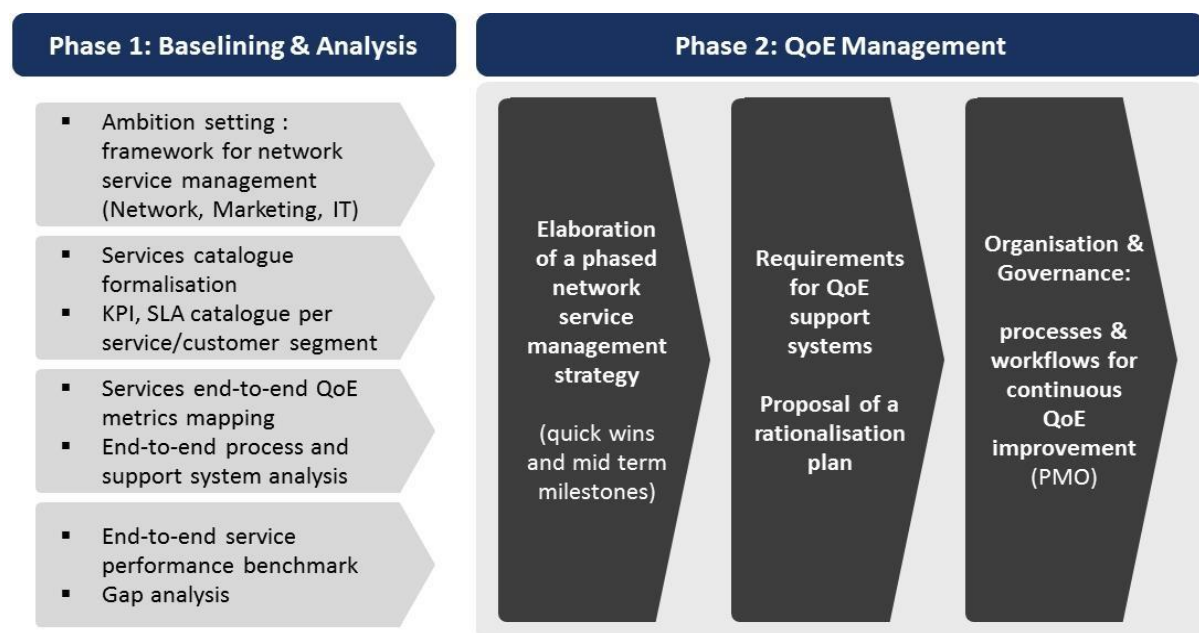 Phase 1: Baselining & Analysis
▪ Ambition setting :
framework for network
service management
(Network, Marketing, IT)
▪ Services catalogue
formalisation
▪ KPI, SLA catalogue per
service/customer segment
▪ Services end-to-end QoE
metrics mapping
▪ End-to-end process and
support system analysis
▪ End-to-end service
performance benchmark
▪ Gap analysis
Phase 2: QoE Management
Elaboration
of a phased
network
service
management
strategy
(quick wins
and mid term
milestones)
Requirements
for QoE
support
systems
Proposal of a
rationalisation
plan
Organisation &
Governance:
processes &
workflows for
continuous
QoE
improvement
(PMO)